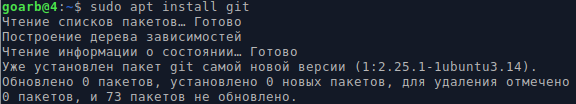 goarb@4:~$ sudo apt install git
Чтение списков пакетов… Готово
Построение дерева зависимостей
Чтение информации о состоянии… Готово
Уже установлен пакет git самой новой версии (1:2.25.1-1ubuntu3.14).
Обновлено 0 пакетов, установлено 0 новых пакетов, для удаления отмечено
0 пакетов, и 73 пакетов не обновлено.